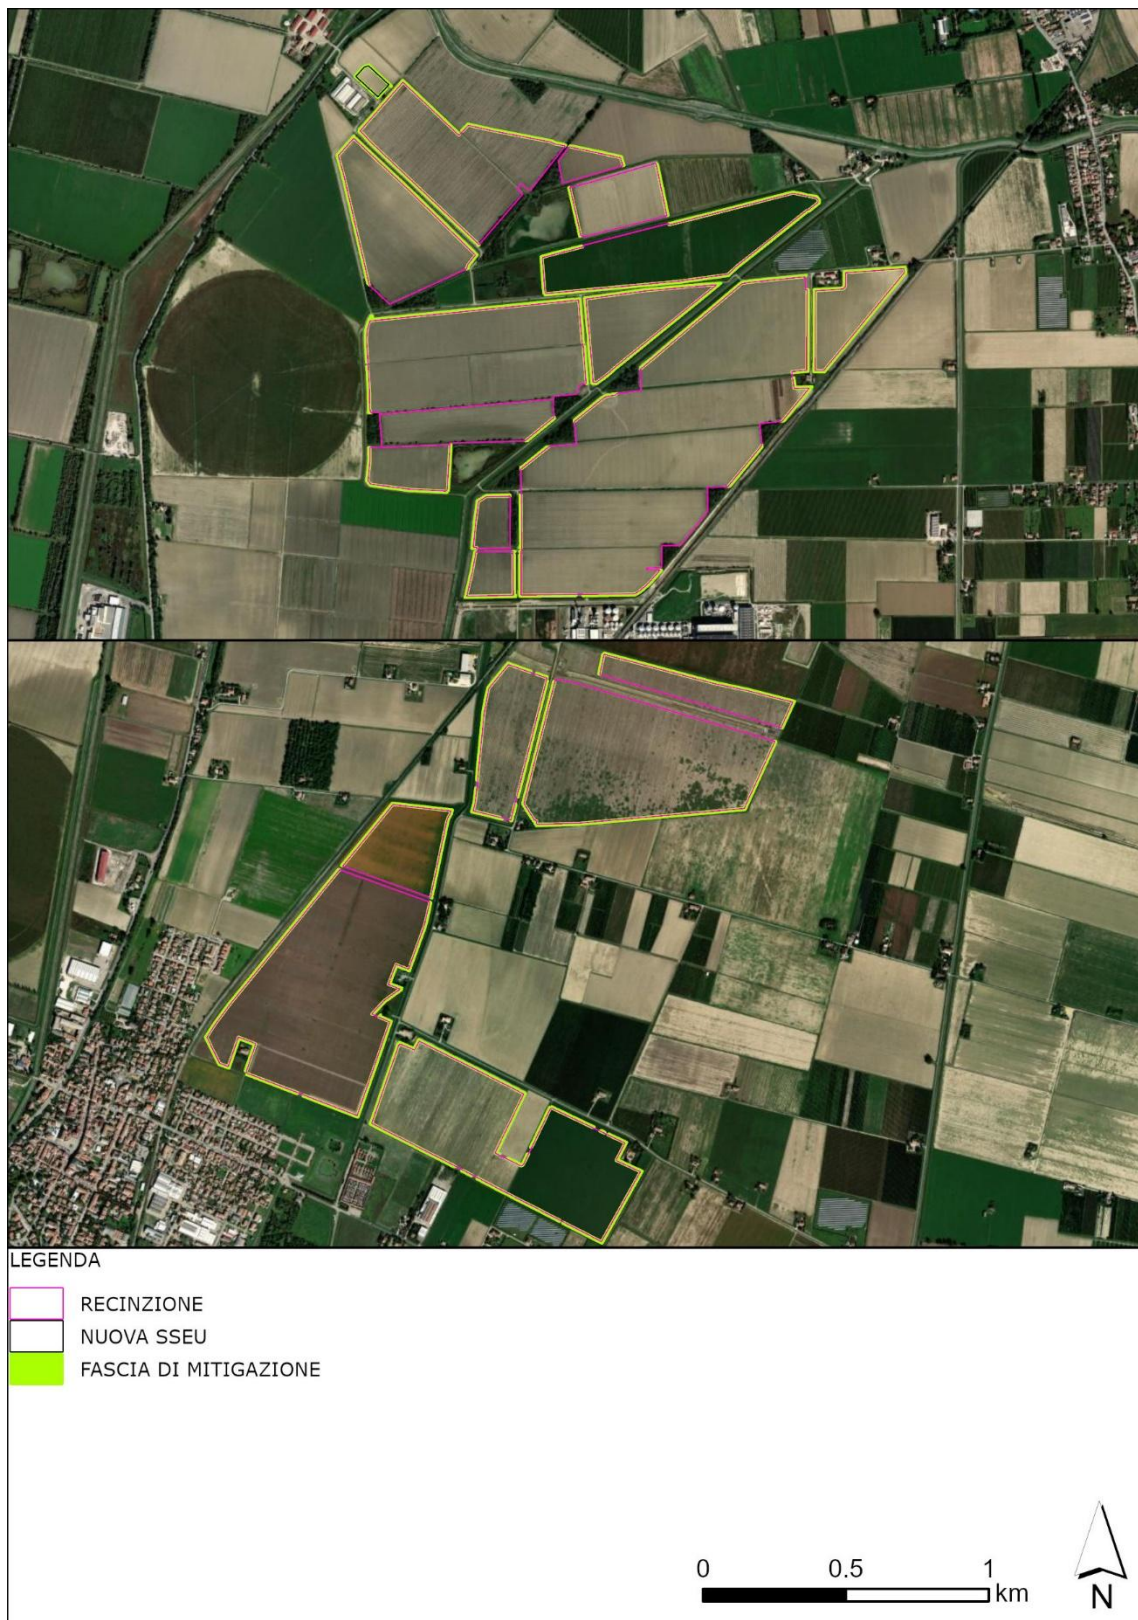 LEGENDA
RECINZIONE
NUOVA SSEU
FASCIA DI MITIGAZIONE
0 0.5 1
km
N